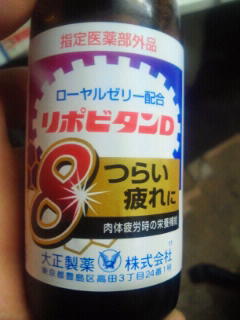 指定医薬部外品
ローヤルゼリー配合
リポビタンD
8
つらい
疲れに
肉体疲労時の栄養補給
大正製薬 株式会社
東京都豊島区高田3丁目24番1号